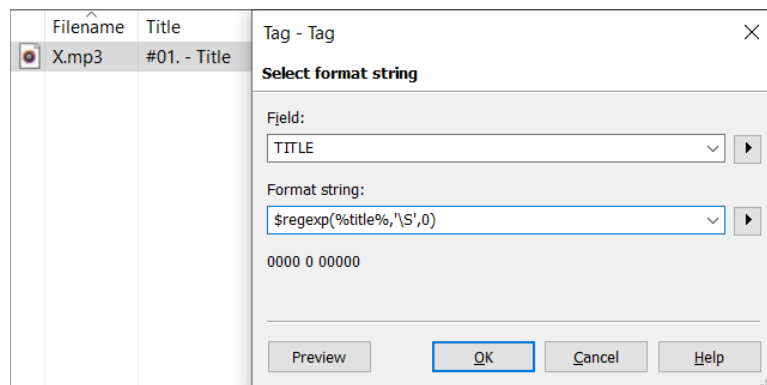 Filename Title
X.mp3 #01. - Title
Tag - Tag
Select format string
Field:
TITLE
Format string:
$regexp(%title%,'\S',0)
0000 0 00000
Preview OK Cancel Help